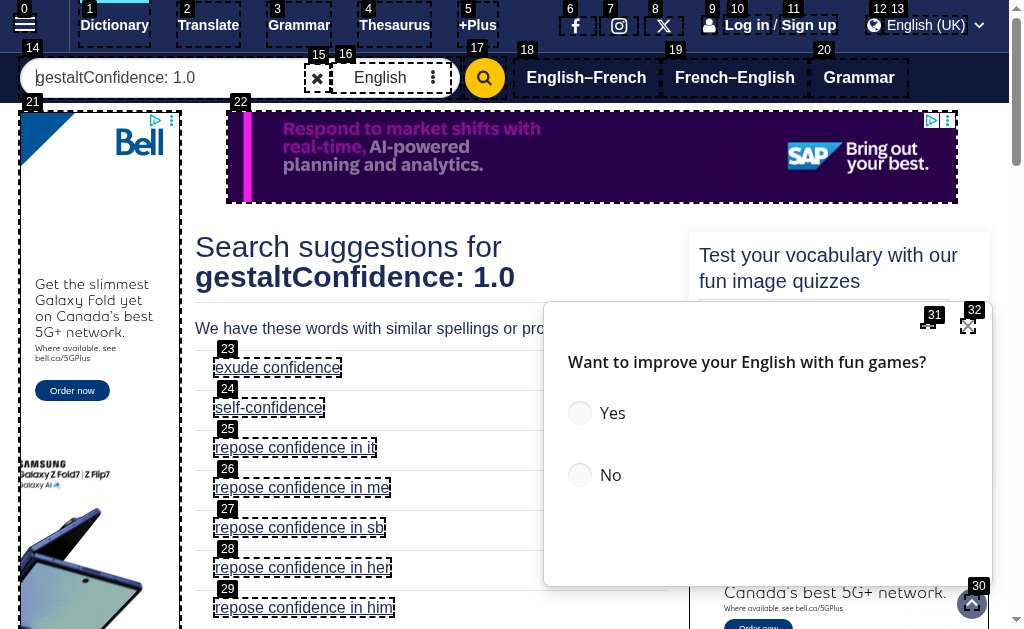 0 1 2 3 4 5 6 7 8 9 10 11 12 13
Dictionary Translate Grammar Thesaurus +Plus Log in / Sign up English (UK)
14 15 16 17 18 19 20
gestaltConfidence: 1.0 English English–French French–English Grammar
21 22
Bell
Get the slimmest
Galaxy Fold yet
on Canada's best
5G+ network.
Where available, see
bell.ca/5GPlus
Order now
SAMSUNG
Galaxy Z Fold7 | Z Flip7
Galaxy AI
Respond to market shifts with
real-time, AI-powered
planning and analytics.
SAP Bring out
your best.
Search suggestions for
gestaltConfidence: 1.0
We have these words with similar spellings or pro
23
exude confidence
24
self-confidence
25
repose confidence in it
26
repose confidence in me
27
repose confidence in sb
28
repose confidence in her
29
repose confidence in him
Test your vocabulary with our
fun image quizzes
31 32
Want to improve your English with fun games?
Yes
No
30
Canada's best 5G+ network.
Where available, see bell.ca/5GPlus
Order now